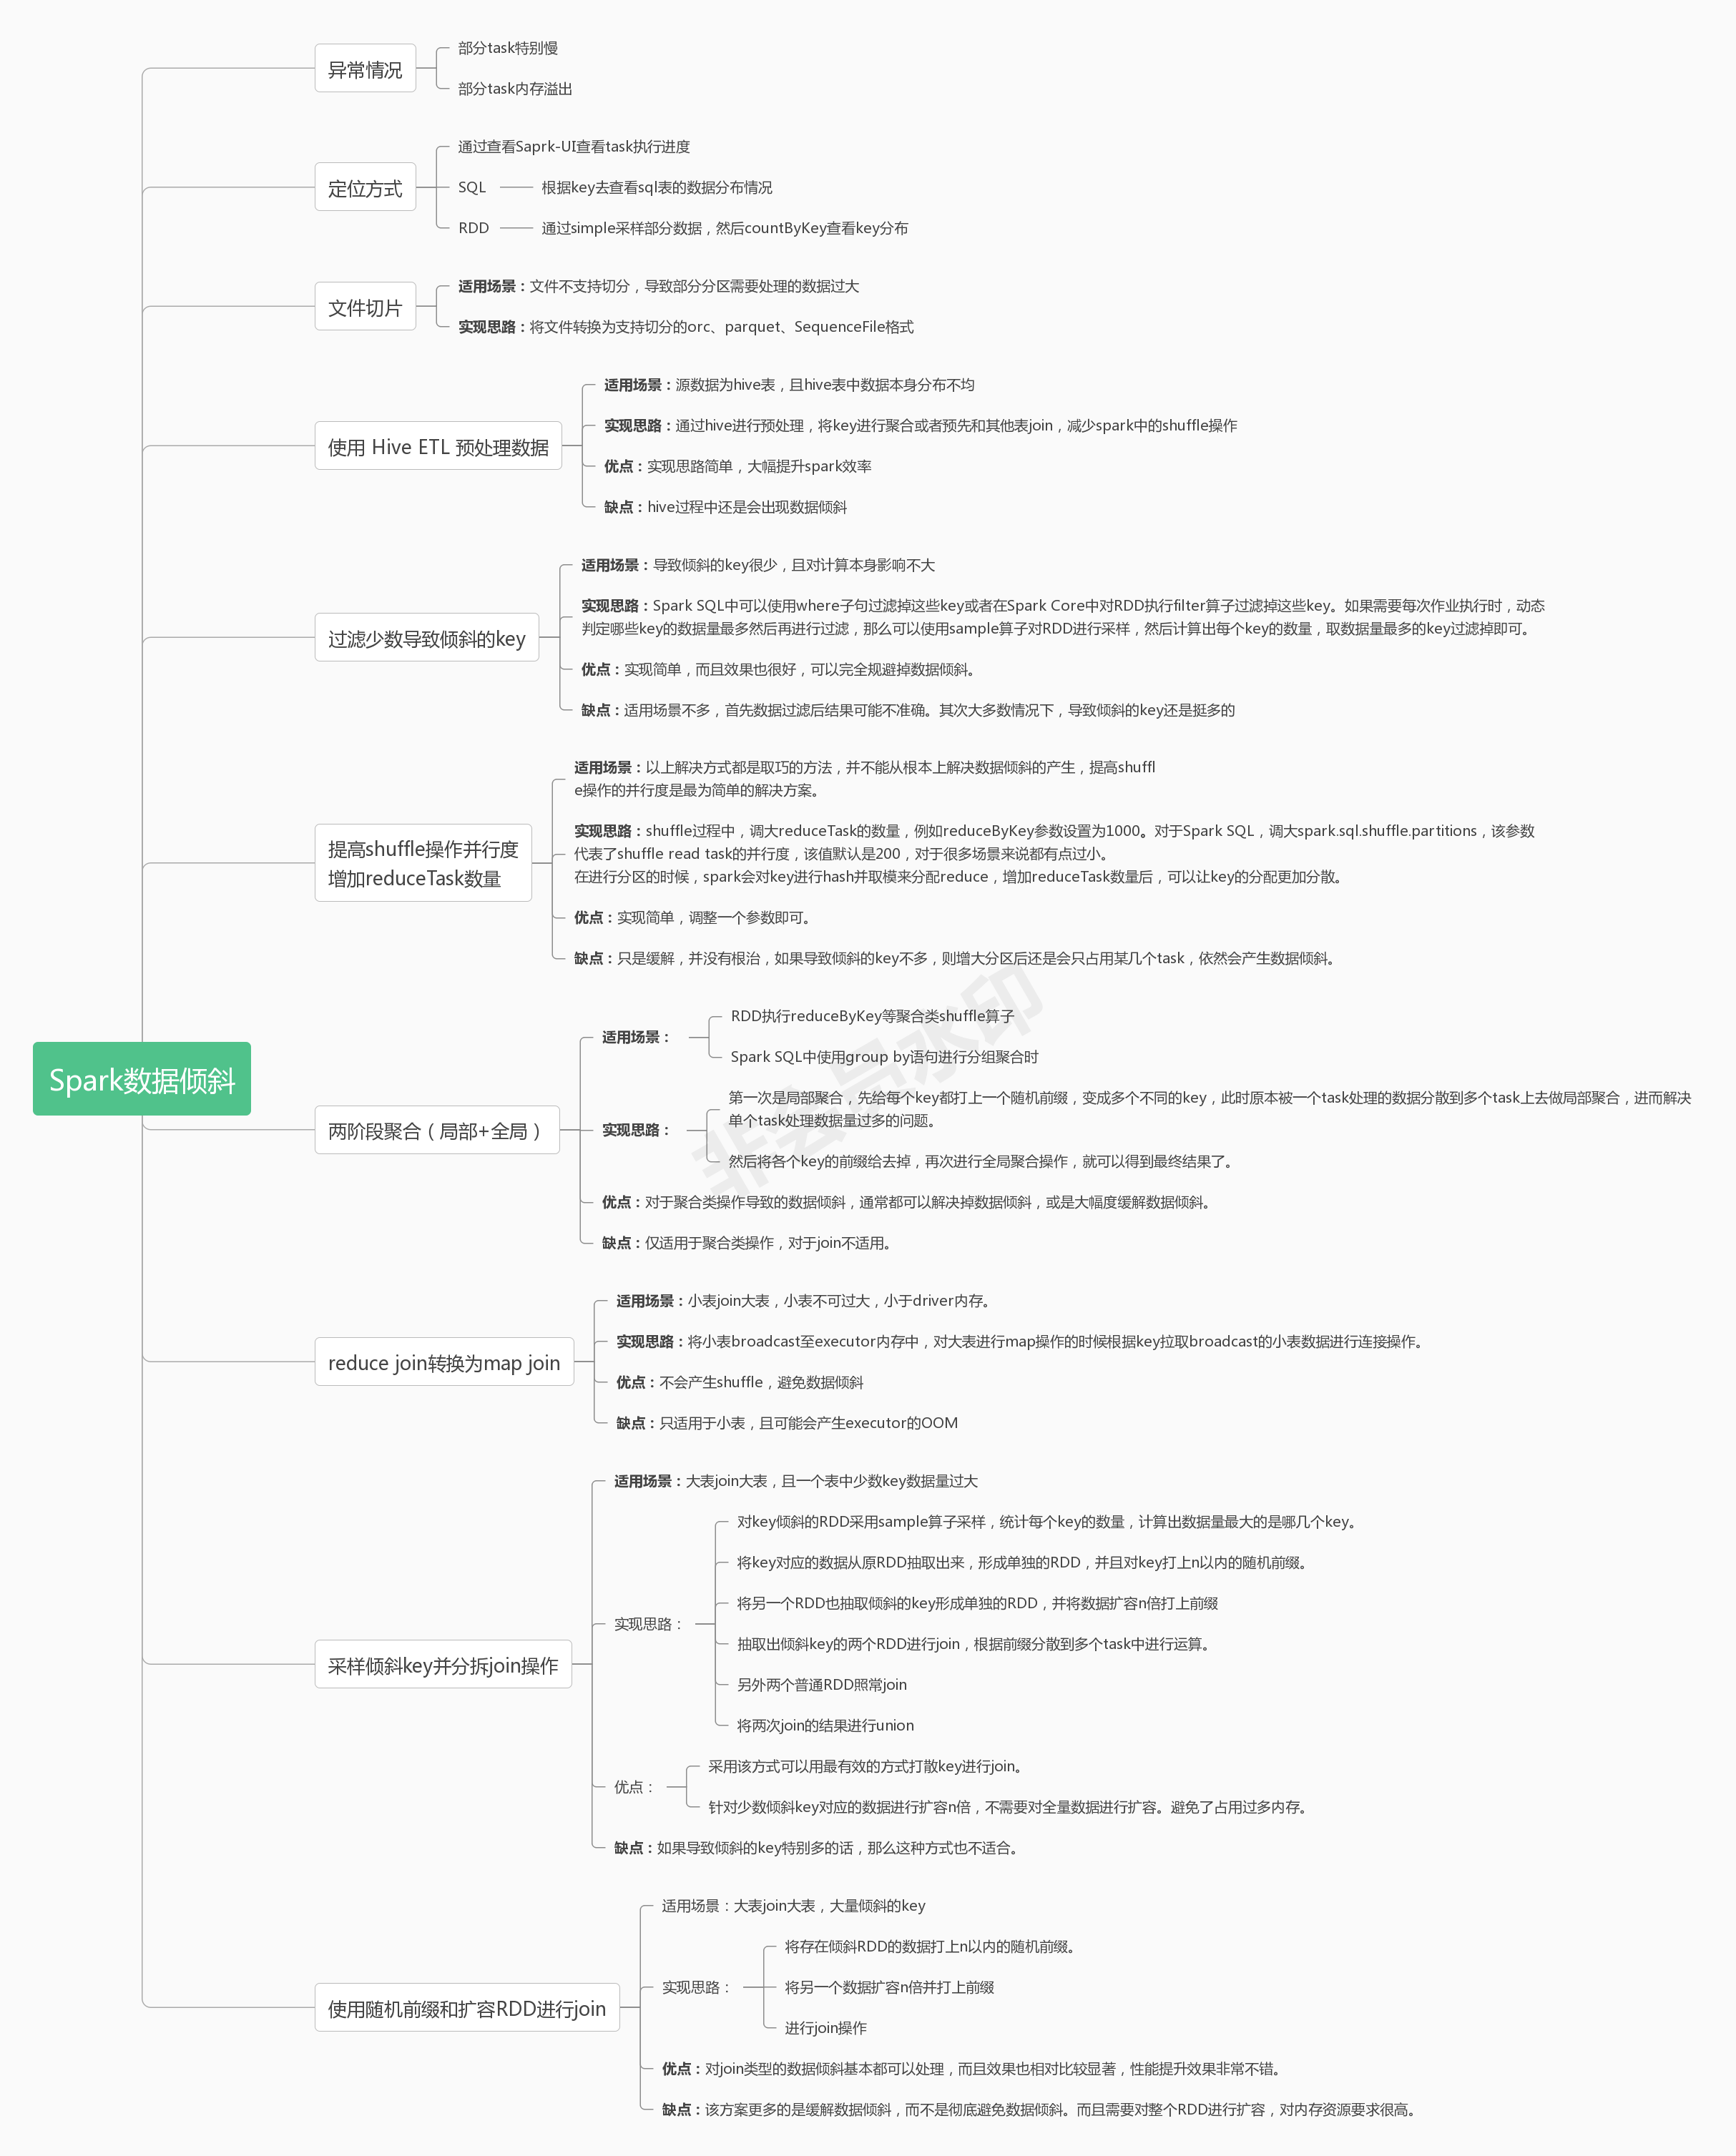 Spark数据倾斜
异常情况
部分task特别慢
部分task内存溢出
定位方式
通过查看Saprk-UI查看task执行进度
SQL
根据key去查看sql表的数据分布情况
RDD
通过simple采样部分数据，然后countByKey查看key分布
文件切片
适用场景：文件不支持切分，导致部分分区需要处理的数据过大
实现思路：将文件转换为支持切分的orc、parquet、SequenceFile格式
使用 Hive ETL 预处理数据
适用场景：源数据为hive表，且hive表中数据本身分布不均
实现思路：通过hive进行预处理，将key进行聚合或者预先和其他表join，减少spark中的shuffle操作
优点：实现思路简单，大幅提升spark效率
缺点：hive过程中还是会出现数据倾斜
过滤少数导致倾斜的key
适用场景：导致倾斜的key很少，且对计算本身影响不大
实现思路：Spark SQL中可以使用where子句过滤掉这些key或者在Spark Core中对RDD执行filter算子过滤掉这些key。如果需要每次作业执行时，动态
判定哪些key的数据量最多然后再进行过滤，那么可以使用sample算子对RDD进行采样，然后计算出每个key的数量，取数据量最多的key过滤掉即可。
优点：实现简单，而且效果也很好，可以完全规避掉数据倾斜。
缺点：适用场景不多，首先数据过滤后结果可能不准确。其次大多数情况下，导致倾斜的key还是挺多的
提高shuffle操作并行度
增加reduceTask数量
适用场景：以上解决方式都是取巧的方法，并不能从根本上解决数据倾斜的产生，提高shuffl
e操作的并行度是最为简单的解决方案。
实现思路：shuffle过程中，调大reduceTask的数量，例如reduceByKey参数设置为1000。对于Spark SQL，调大spark.sql.shuffle.partitions，该参数
代表了shuffle read task的并行度，该值默认是200，对于很多场景来说都有点过小。
在进行分区的时候，spark会对key进行hash并取模来分配reduce，增加reduceTask数量后，可以让key的分配更加分散。
优点：实现简单，调整一个参数即可。
缺点：只是缓解，并没有根治，如果导致倾斜的key不多，则增大分区后还是会只占用某几个task，依然会产生数据倾斜。
两阶段聚合（局部+全局）
适用场景：
RDD执行reduceByKey等聚合类shuffle算子
Spark SQL中使用group by语句进行分组聚合时
实现思路：
第一次是局部聚合，先给每个key都打上一个随机前缀，变成多个不同的key，此时原本被一个task处理的数据分散到多个task上去做局部聚合，进而解决
单个task处理数据量过多的问题。
然后将各个key的前缀给去掉，再次进行全局聚合操作，就可以得到最终结果了。
优点：对于聚合类操作导致的数据倾斜，通常都可以解决掉数据倾斜，或是大幅度缓解数据倾斜。
缺点：仅适用于聚合类操作，对于join不适用。
非会员水印
reduce join转换为map join
适用场景：小表join大表，小表不可过大，小于driver内存。
实现思路：将小表broadcast至executor内存中，对大表进行map操作的时候根据key拉取broadcast的小表数据进行连接操作。
优点：不会产生shuffle，避免数据倾斜
缺点：只适用于小表，且可能会产生executor的OOM
采样倾斜key并分拆join操作
适用场景：大表join大表，且一个表中少数key数据量过大
实现思路：
对key倾斜的RDD采用sample算子采样，统计每个key的数量，计算出数据量最大的是哪几个key。
将key对应的数据从原RDD抽取出来，形成单独的RDD，并且对key打上n以内的随机前缀。
将另一个RDD也抽取倾斜的key形成单独的RDD，并将数据扩容n倍打上前缀
抽取出倾斜key的两个RDD进行join，根据前缀分散到多个task中进行运算。
另外两个普通RDD照常join
将两次join的结果进行union
优点：
采用该方式可以用最有效的方式打散key进行join。
针对少数倾斜key对应的数据进行扩容n倍，不需要对全量数据进行扩容。避免了占用过多内存。
缺点：如果导致倾斜的key特别多的话，那么这种方式也不适合。
使用随机前缀和扩容RDD进行join
适用场景：大表join大表，大量倾斜的key
实现思路：
将存在倾斜RDD的数据打上n以内的随机前缀。
将另一个数据扩容n倍并打上前缀
进行join操作
优点：对join类型的数据倾斜基本都可以处理，而且效果也相对比较显著，性能提升效果非常不错。
缺点：该方案更多的是缓解数据倾斜，而不是彻底避免数据倾斜。而且需要对整个RDD进行扩容，对内存资源要求很高。